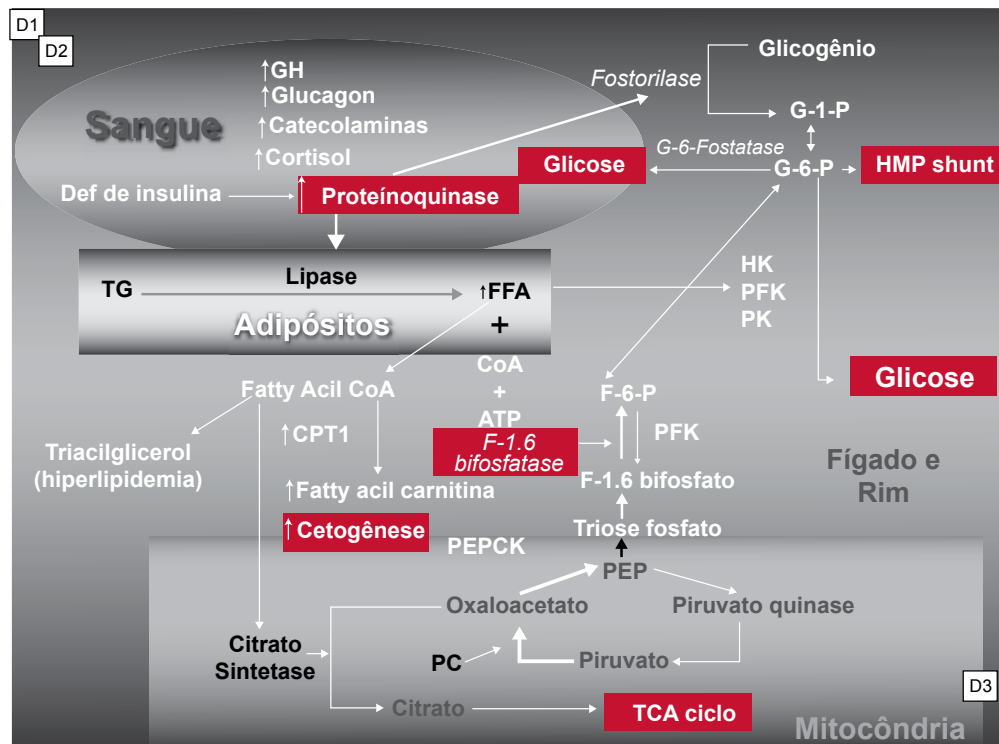 D1
D2
Sangue
↑GH
↑Glucagon
↑Catecolaminas
↑Cortisol
Def de insulina
↑ Proteínoquinase
Glicose
Fostorilase
Glicogênio
G-1-P
G-6-Fostatase
G-6-P
HMP shunt
TG
Lipase
↑FFA
Adipósitos
+
HK
PFK
PK
CoA
+
ATP
Fatty Acil CoA
↑CPT1
Triacilglicerol
(hiperlipidemia)
↑Fatty acil carnitina
↑Cetogênese
F-1.6
bifosfatase
F-6-P
PFK
F-1.6 bifosfato
Triose fosfato
Glicose
Fígado e
Rim
PEPCK
PEP
Oxaloacetato
Piruvato quinase
Citrato
Sintetase
PC
Piruvato
Citrato
TCA ciclo
D3
Mitocôndria